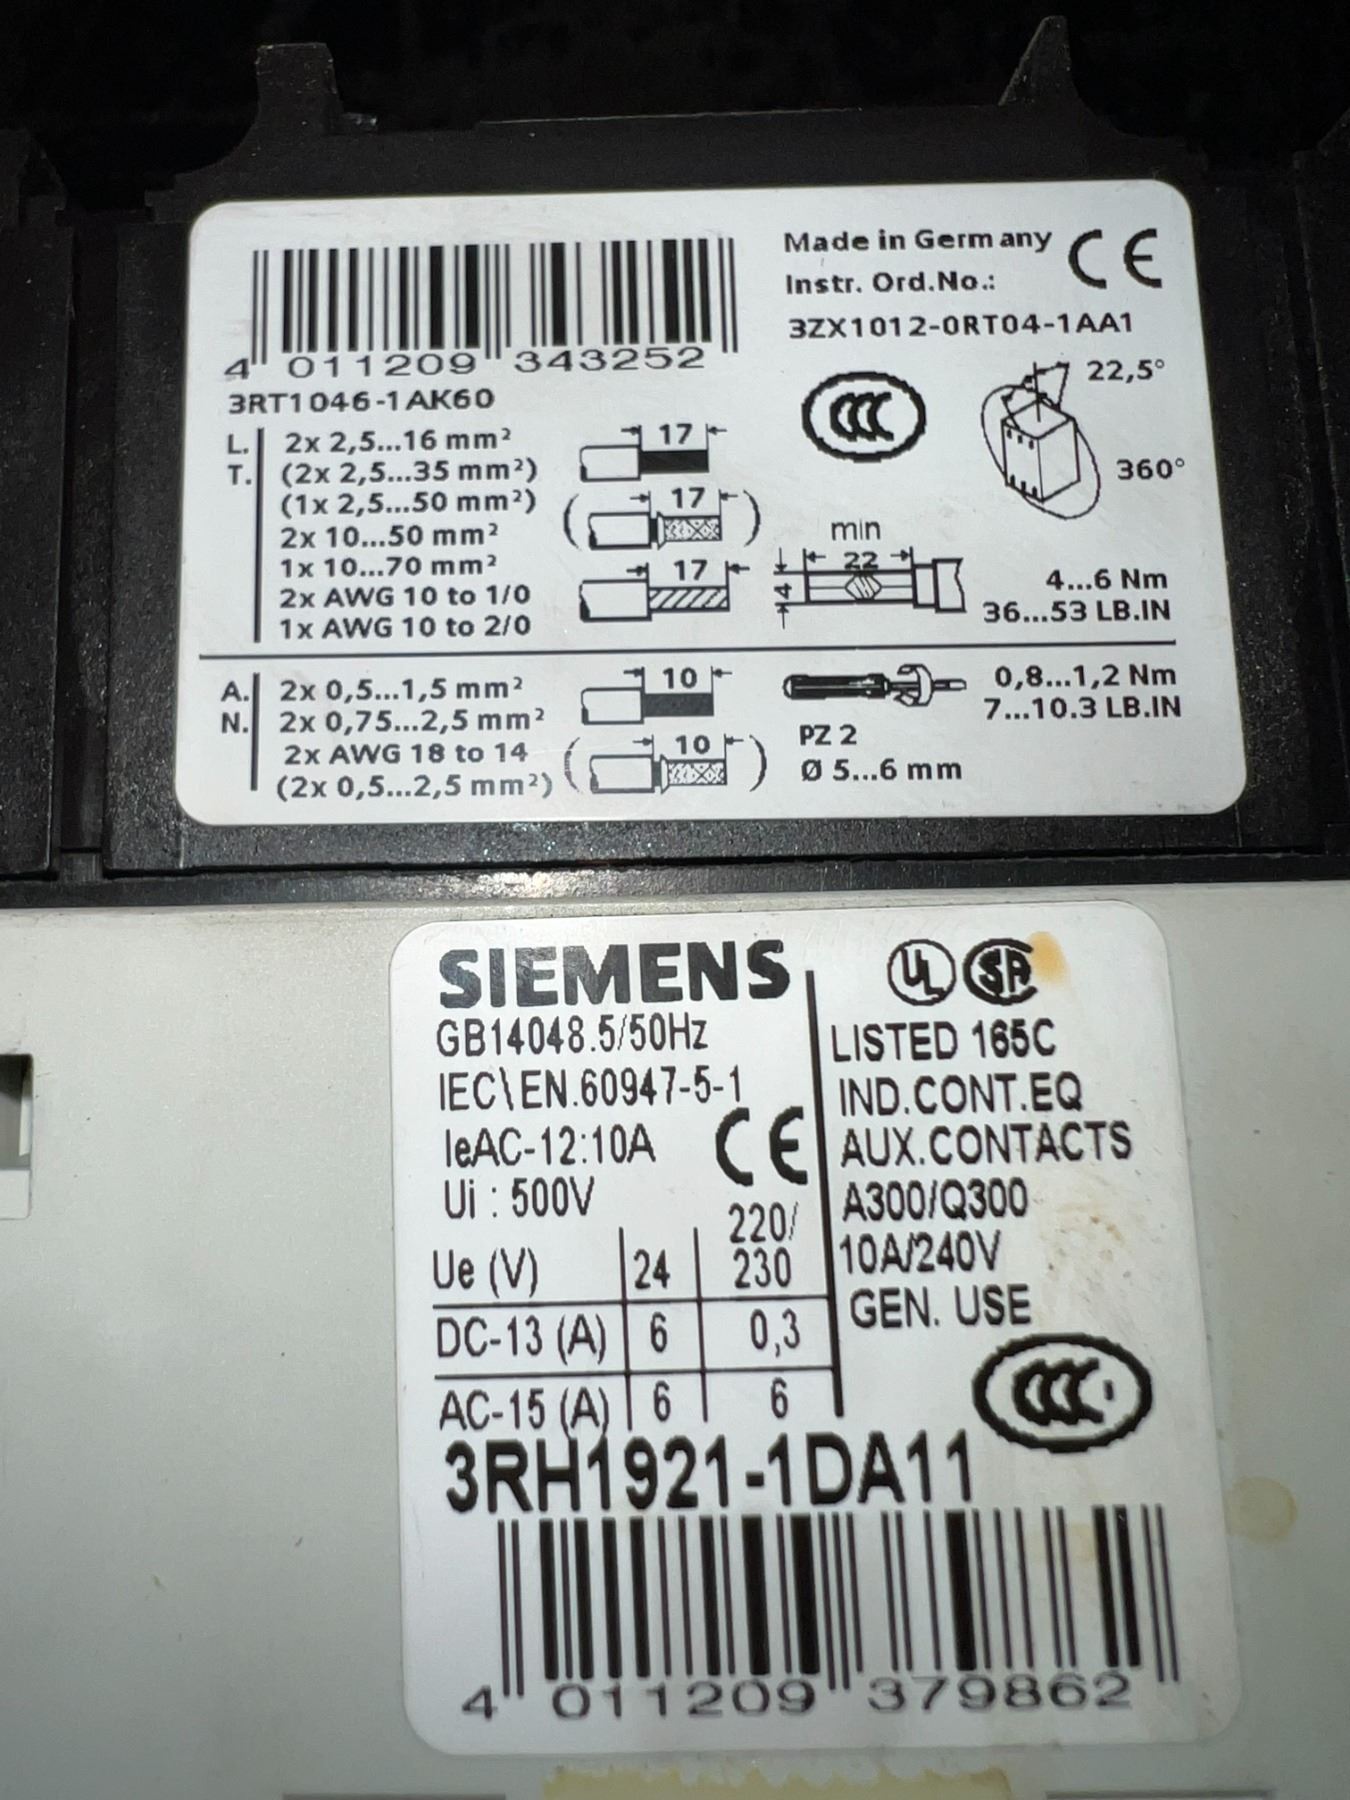 Made in Germany CE
Instr. Ord.No.:
3ZX1012-0RT04-1AA1
4 011209 343252
3RT1046-1AK60
CCC
22,5°
360°
L. 2x 2,5...16 mm² 17
T. (2x 2,5...35 mm²)
(1x 2,5...50 mm²) ( 17 )
2x 10...50 mm²
1x 10...70 mm² 17
2x AWG 10 to 1/0
1x AWG 10 to 2/0
min
22
4
4...6 Nm
36...53 LB.IN
A. 2x 0,5...1,5 mm² 10
N. 2x 0,75...2,5 mm²
2x AWG 18 to 14
(2x 0,5...2,5 mm²) ( 10 )
0,8...1,2 Nm
7...10.3 LB.IN
PZ 2
Ø 5...6 mm
SIEMENS
GB14048.5/50Hz
IEC\EN.60947-5-1
IeAC-12:10A CE
Ui : 500V
Ue (V) 24 220/
230
DC-13 (A) 6 0,3
AC-15 (A) 6 6
UL SA
LISTED 165C
IND.CONT.EQ
AUX.CONTACTS
A300/Q300
10A/240V
GEN. USE
CCC
3RH1921-1DA11
4 011209 379862